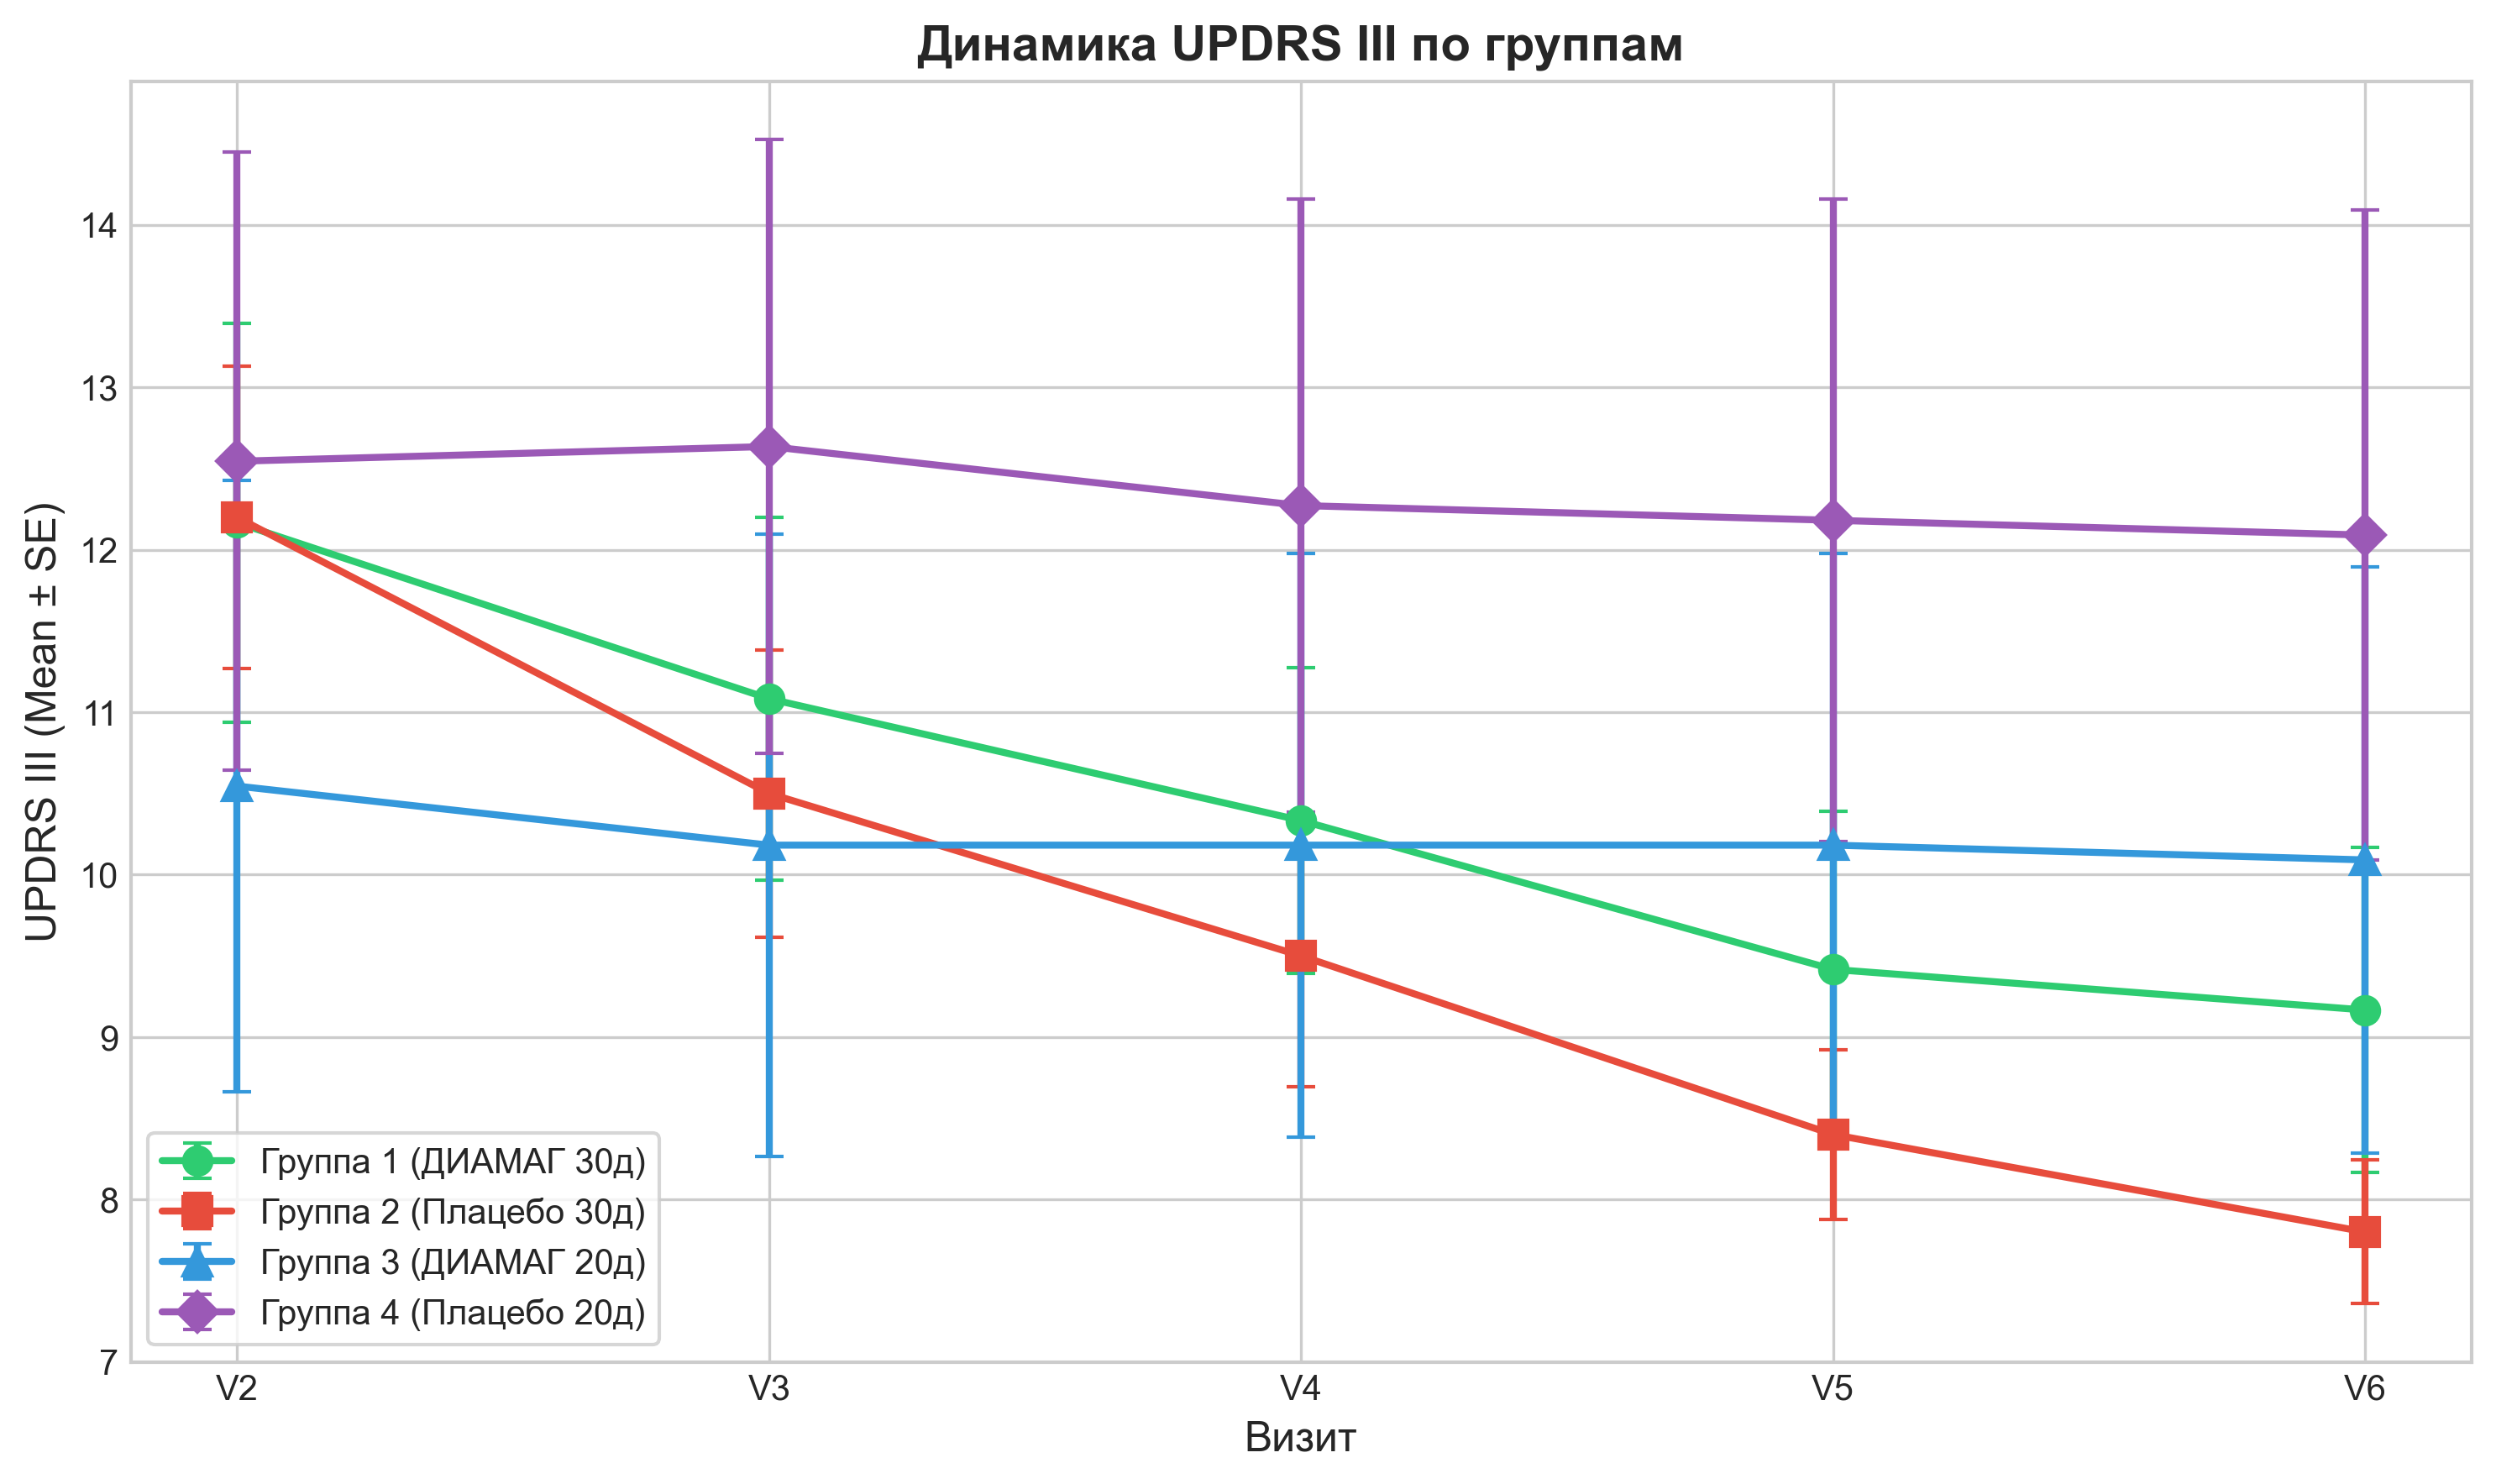 Динамика UPDRS III по группам
UPDRS III (Mean ± SE)
14
13
12
11
10
9
8
7
Группа 1 (ДИАМАГ 30д)
Группа 2 (Плацебо 30д)
Группа 3 (ДИАМАГ 20д)
Группа 4 (Плацебо 20д)
V2 V3 V4 V5 V6
Визит